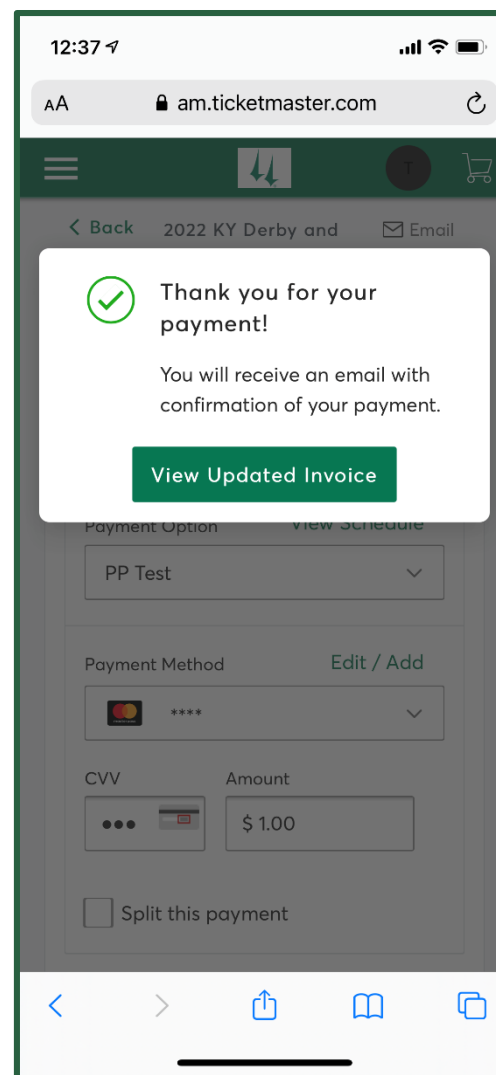 12:37
AA am.ticketmaster.com
T
Back 2022 KY Derby and Email
Thank you for your
payment!
You will receive an email with
confirmation of your payment.
View Updated Invoice
Payment Option View Schedule
PP Test
Payment Method Edit / Add
****
CVV Amount
••• $ 1.00
Split this payment